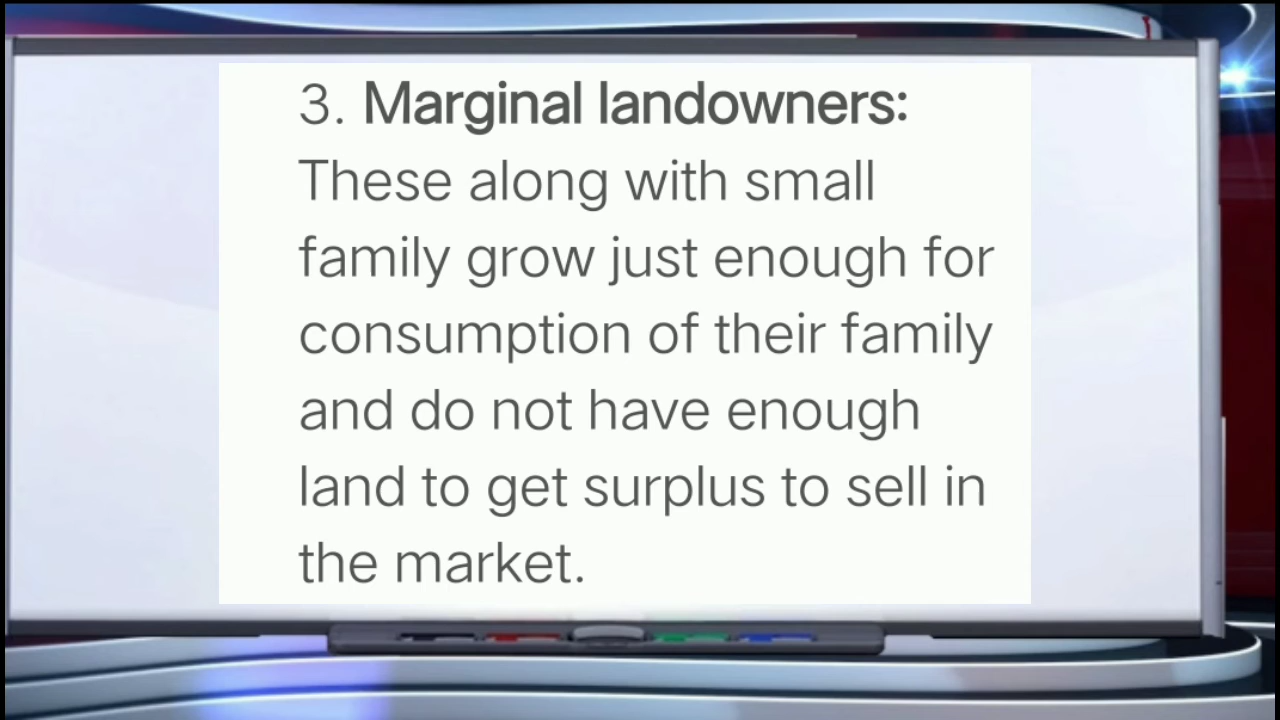 3. Marginal landowners:
These along with small
family grow just enough for
consumption of their family
and do not have enough
land to get surplus to sell in
the market.